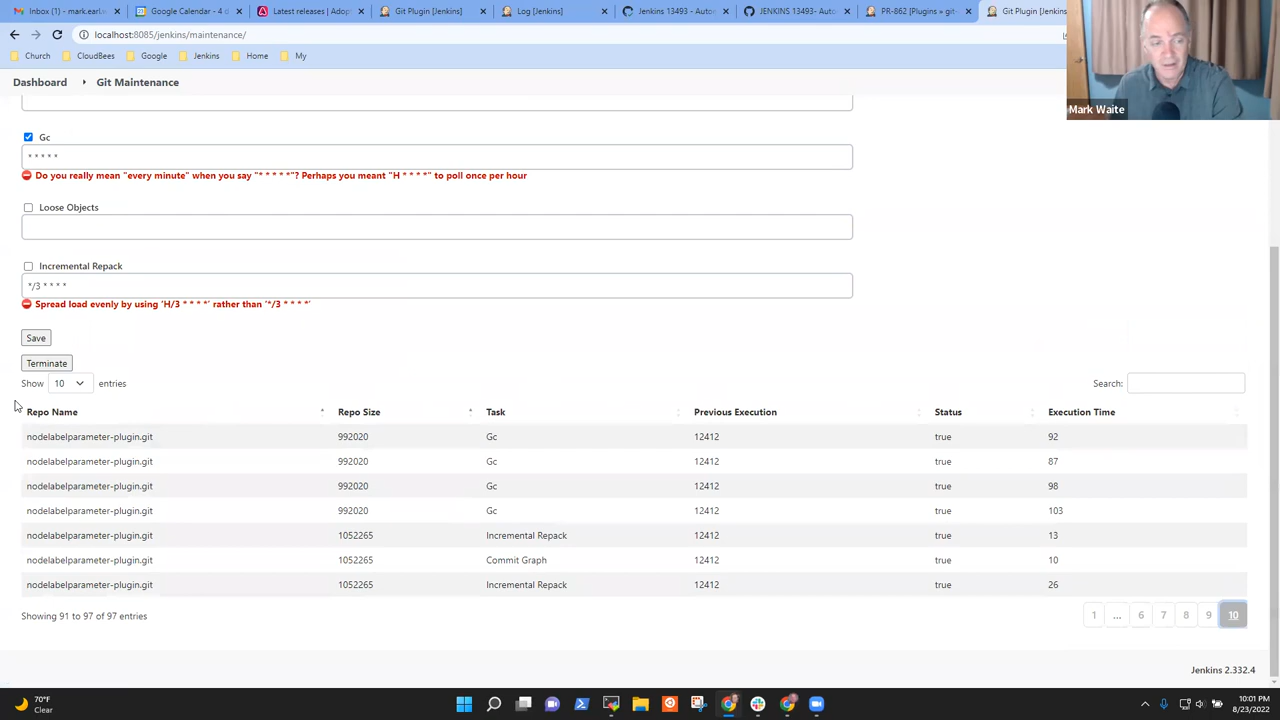 Inbox (1) - mark.earl
Google Calendar - 4 d
Latest releases | Adop
Git Plugin [Jenkins]
Log [Jenkins]
Jenkins 13493 - Auto
JENKINS 13493- Auto
PR-862 [Plugins » git-
Git Plugin [Jenkins
localhost:8085/jenkins/maintenance/
Church CloudBees Google Jenkins Home My
Dashboard Git Maintenance
Mark Waite
Gc
* * * * *
Do you really mean "every minute" when you say "* * * * *"? Perhaps you meant "H * * * *" to poll once per hour
Loose Objects
Incremental Repack
*/3 * * * *
Spread load evenly by using ‘H/3 * * * *’ rather than ‘*/3 * * * *’
Save
Terminate
Show 10 entries Search:
Repo Name Repo Size Task Previous Execution Status Execution Time
nodelabelparameter-plugin.git 992020 Gc 12412 true 92
nodelabelparameter-plugin.git 992020 Gc 12412 true 87
nodelabelparameter-plugin.git 992020 Gc 12412 true 98
nodelabelparameter-plugin.git 992020 Gc 12412 true 103
nodelabelparameter-plugin.git 1052265 Incremental Repack 12412 true 13
nodelabelparameter-plugin.git 1052265 Commit Graph 12412 true 10
nodelabelparameter-plugin.git 1052265 Incremental Repack 12412 true 26
Showing 91 to 97 of 97 entries 1 ... 6 7 8 9 10
Jenkins 2.332.4
70°F
Clear
10:01 PM
8/23/2022